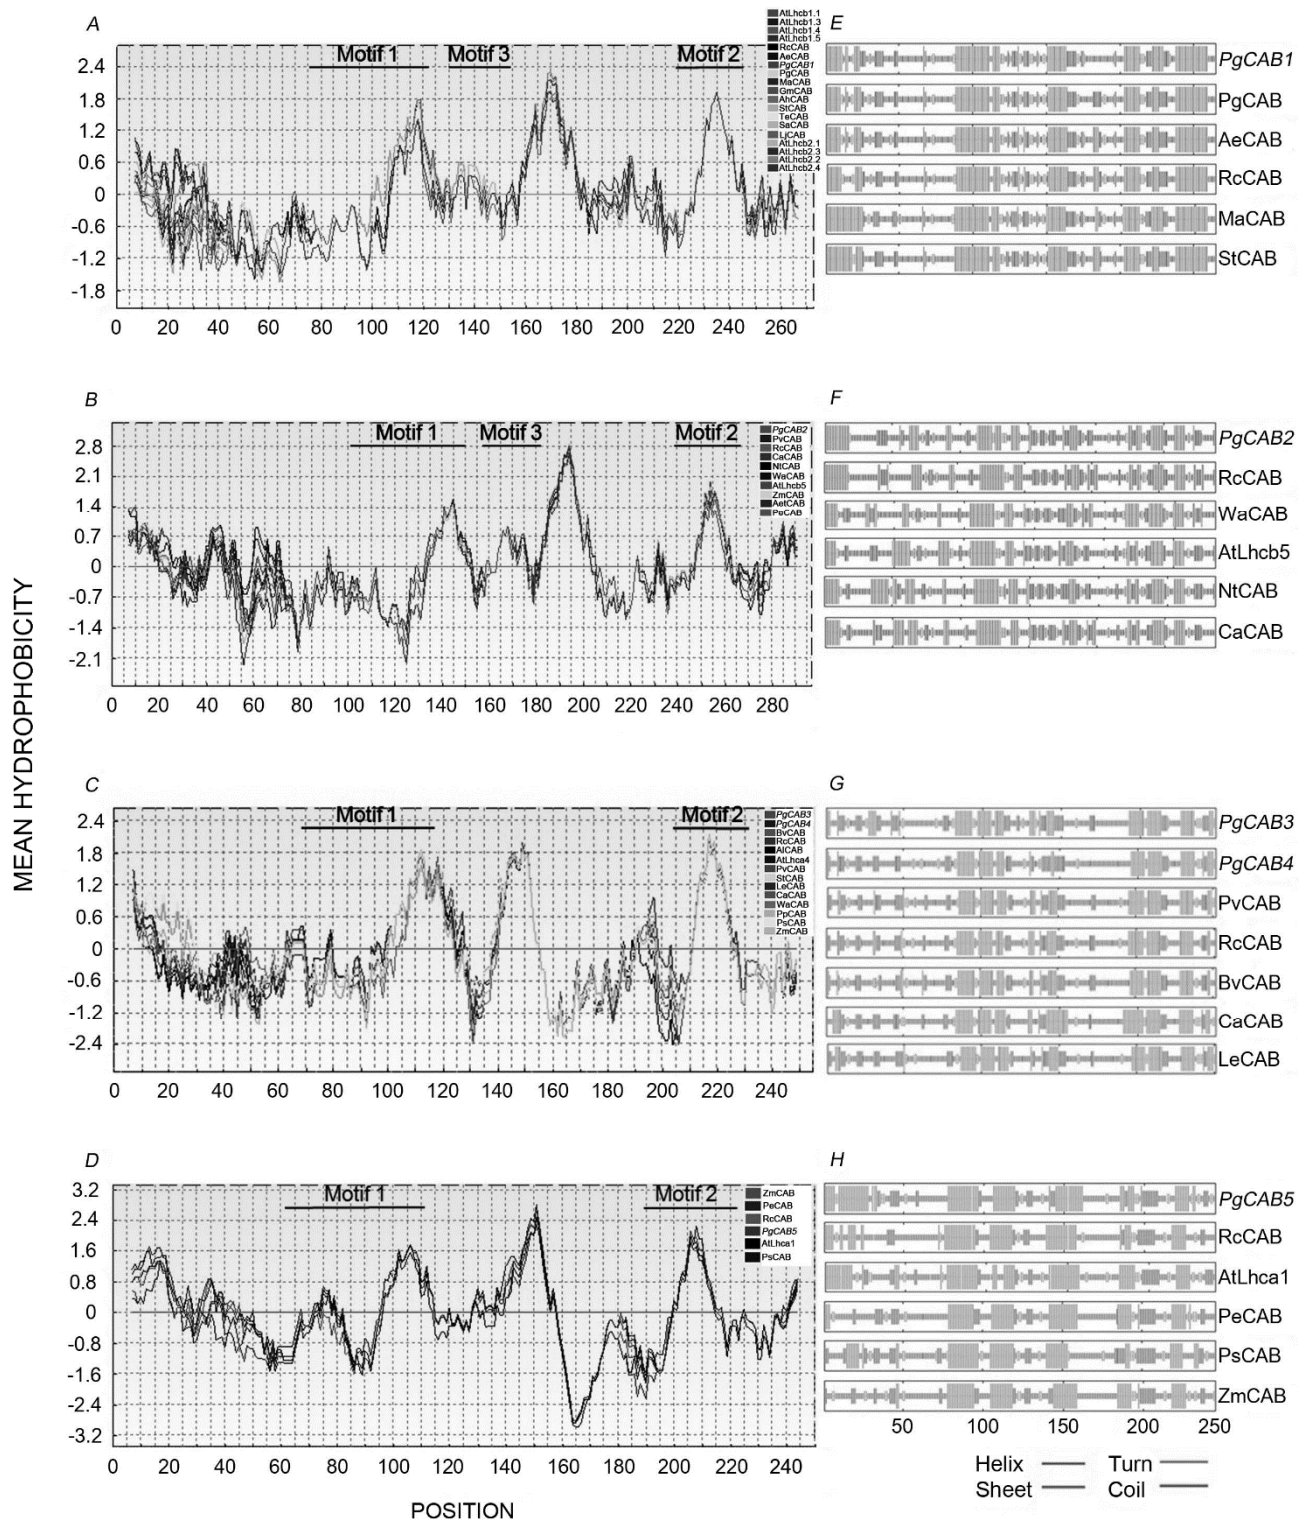 MEAN HYDROPHOBICITY
A
Motif 1
Motif 3
Motif 2
AtLhcb1.1
AtLhcb1.3
AtLhcb1.4
AtLhcb1.5
RcCAB
AeCAB
PgCAB1
PgCAB
MaCAB
GmCAB
AhCAB
StCAB
TeCAB
SaCAB
LjCAB
AtLhcb2.1
AtLhcb2.3
AtLhcb2.2
AtLhcb2.4
2.4
1.8
1.2
0.6
0
-0.6
-1.2
-1.8
0 20 40 60 80 100 120 140 160 180 200 220 240 260
E
PgCAB1
PgCAB
AeCAB
RcCAB
MaCAB
StCAB
B
Motif 1
Motif 3
Motif 2
PgCAB2
PvCAB
RcCAB
CaCAB
NtCAB
WaCAB
AtLhcb5
ZmCAB
AetCAB
PeCAB
2.8
2.1
1.4
0.7
0
-0.7
-1.4
-2.1
0 20 40 60 80 100 120 140 160 180 200 220 240 260 280
F
PgCAB2
RcCAB
WaCAB
AtLhcb5
NtCAB
CaCAB
C
Motif 1
Motif 2
PgCAB3
PgCAB4
BvCAB
RcCAB
AlCAB
AtLhca4
PvCAB
StCAB
LeCAB
CaCAB
WaCAB
PpCAB
PsCAB
ZmCAB
2.4
1.8
1.2
0.6
0
-0.6
-1.2
-2.4
0 20 40 60 80 100 120 140 160 180 200 220 240
G
PgCAB3
PgCAB4
PvCAB
RcCAB
BvCAB
CaCAB
LeCAB
D
Motif 1
Motif 2
ZmCAB
PeCAB
RcCAB
PgCAB5
AtLhca1
PsCAB
3.2
2.4
1.6
0.8
0
-0.8
-1.6
-2.4
-3.2
0 20 40 60 80 100 120 140 160 180 200 220 240
POSITION
H
PgCAB5
RcCAB
AtLhca1
PeCAB
PsCAB
ZmCAB
50 100 150 200 250
Helix Turn
Sheet Coil